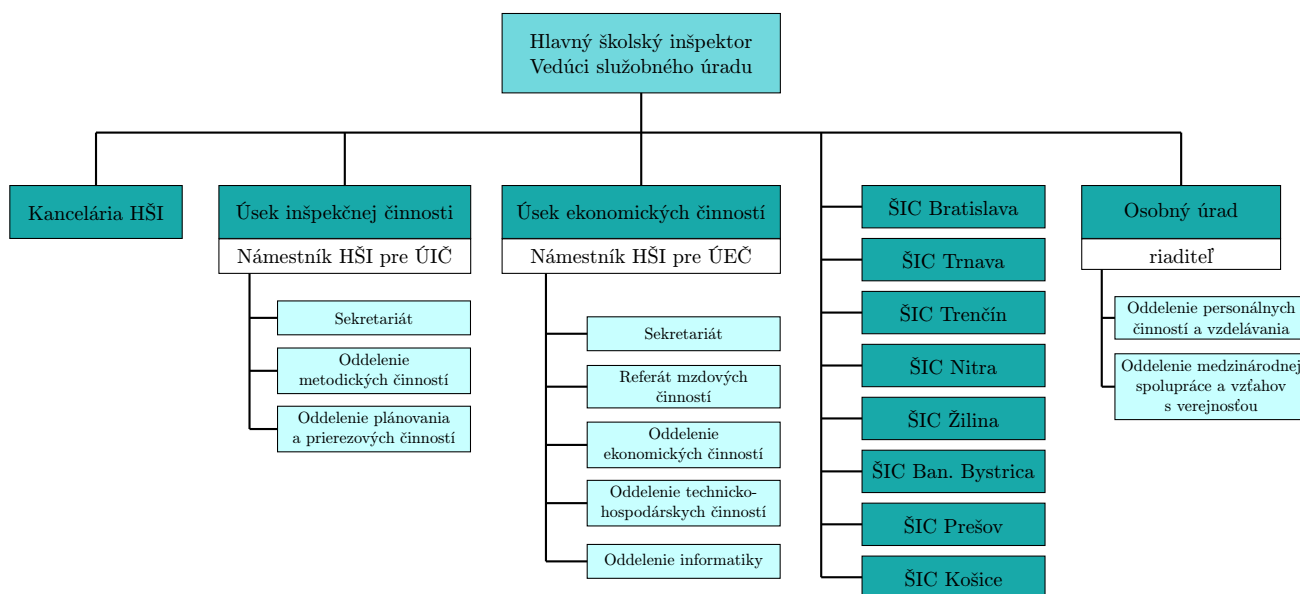 Hlavný školský inšpektor
Vedúci služobného úradu
Kancelária HŠI
Úsek inšpekčnej činnosti
Námestník HŠI pre ÚIČ
Sekretariát
Oddelenie
metodických činností
Oddelenie plánovania
a prierezových činností
Úsek ekonomických činností
Námestník HŠI pre ÚEČ
Sekretariát
Referát mzdových
činností
Oddelenie
ekonomických činností
Oddelenie technicko-
hospodárskych činností
Oddelenie informatiky
ŠIC Bratislava
ŠIC Trnava
ŠIC Trenčín
ŠIC Nitra
ŠIC Žilina
ŠIC Ban. Bystrica
ŠIC Prešov
ŠIC Košice
Osobný úrad
riaditeľ
Oddelenie personálnych
činností a vzdelávania
Oddelenie medzinárodnej
spolupráce a vzťahov
s verejnosťou